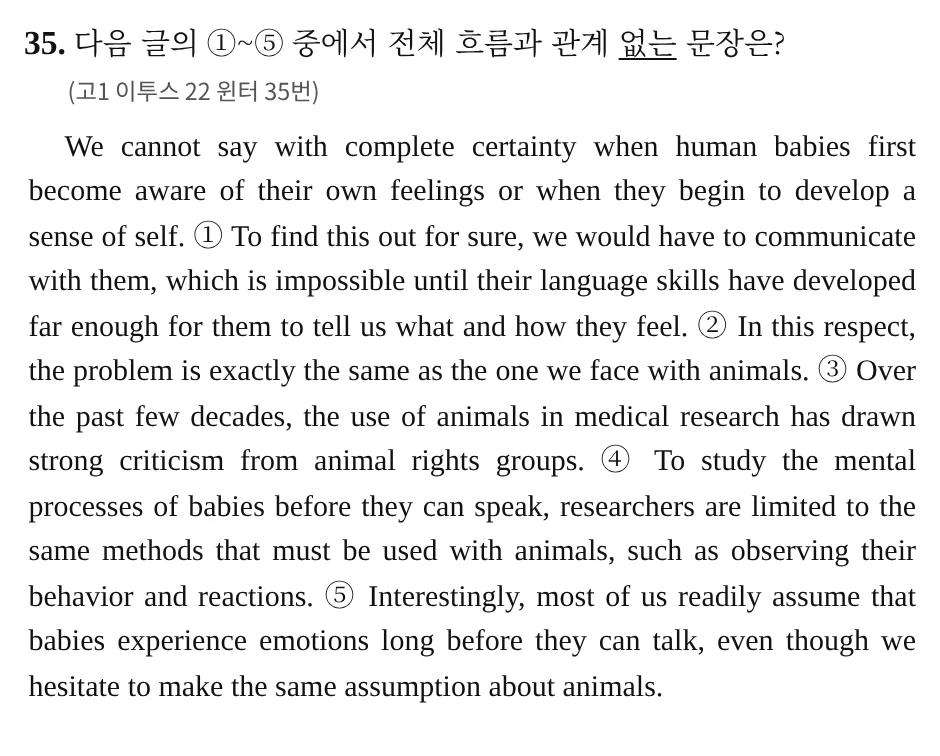 35. 다음 글의 ①~⑤ 중에서 전체 흐름과 관계 없는 문장은?
(고1 이투스 22 윈터 35번)
We cannot say with complete certainty when human babies first
become aware of their own feelings or when they begin to develop a
sense of self. ① To find this out for sure, we would have to communicate
with them, which is impossible until their language skills have developed
far enough for them to tell us what and how they feel. ② In this respect,
the problem is exactly the same as the one we face with animals. ③ Over
the past few decades, the use of animals in medical research has drawn
strong criticism from animal rights groups. ④ To study the mental
processes of babies before they can speak, researchers are limited to the
same methods that must be used with animals, such as observing their
behavior and reactions. ⑤ Interestingly, most of us readily assume that
babies experience emotions long before they can talk, even though we
hesitate to make the same assumption about animals.